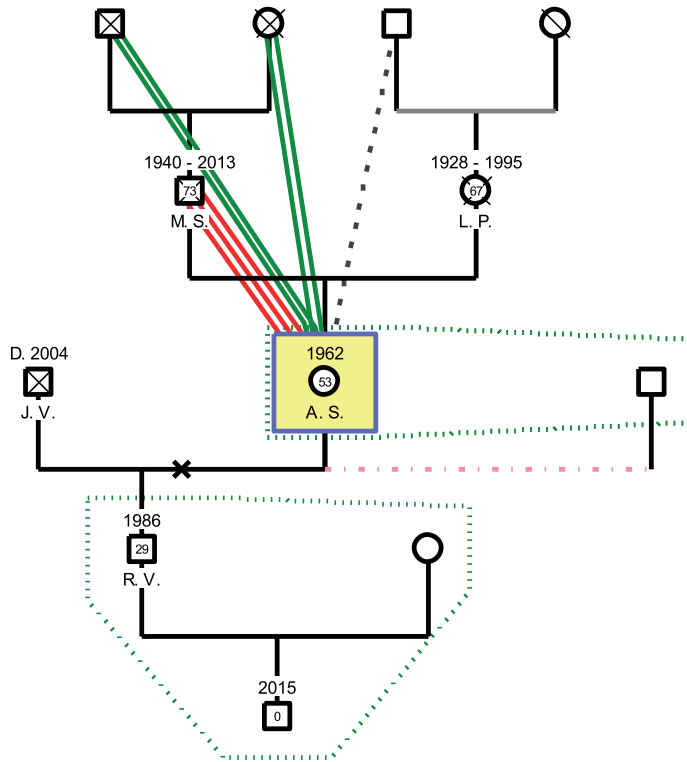 1940 - 2013
73
M. S.
1928 - 1995
67
L. P.
1962
53
A. S.
D. 2004
J. V.
1986
29
R. V.
2015
0